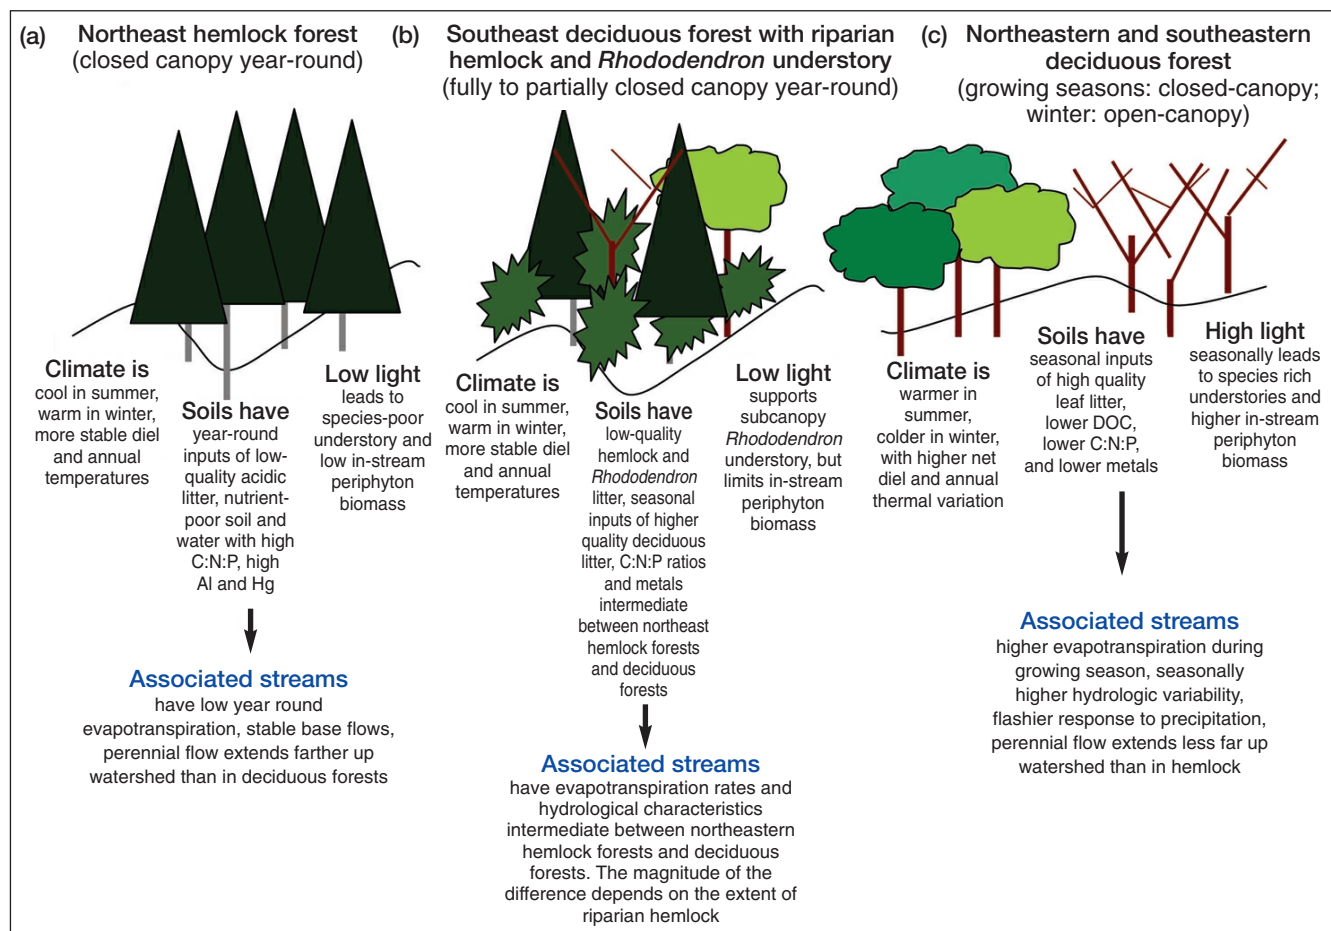 (a) Northeast hemlock forest
(closed canopy year-round)
Climate is
cool in summer,
warm in winter,
more stable diel
and annual
temperatures
Soils have
year-round
inputs of low-
quality acidic
litter, nutrient-
poor soil and
water with high
C:N:P, high
Al and Hg
Low light
leads to
species-poor
understory and
low in-stream
periphyton
biomass
Associated streams
have low year round
evapotranspiration, stable base flows,
perennial flow extends farther up
watershed than in deciduous forests
(b) Southeast deciduous forest with riparian
hemlock and Rhododendron understory
(fully to partially closed canopy year-round)
Climate is
cool in summer,
warm in winter,
more stable diel
and annual
temperatures
Soils have
low-quality
hemlock and
Rhododendron
litter, seasonal
inputs of higher
quality deciduous
litter, C:N:P ratios
and metals
intermediate
between northeast
hemlock forests
and deciduous
forests
Low light
supports
subcanopy
Rhododendron
understory, but
limits in-stream
periphyton
biomass
Associated streams
have evapotranspiration rates and
hydrological characteristics
intermediate between northeastern
hemlock forests and deciduous
forests. The magnitude of the
difference depends on the extent of
riparian hemlock
(c) Northeastern and southeastern
deciduous forest
(growing seasons: closed-canopy;
winter: open-canopy)
Climate is
warmer in
summer,
colder in winter,
with higher net
diel and annual
thermal variation
Soils have
seasonal inputs
of high quality
leaf litter,
lower DOC,
lower C:N:P,
and lower metals
High light
seasonally leads
to species rich
understories and
higher in-stream
periphyton
biomass
Associated streams
higher evapotranspiration during
growing season, seasonally
higher hydrologic variability,
flashier response to precipitation,
perennial flow extends less far up
watershed than in hemlock